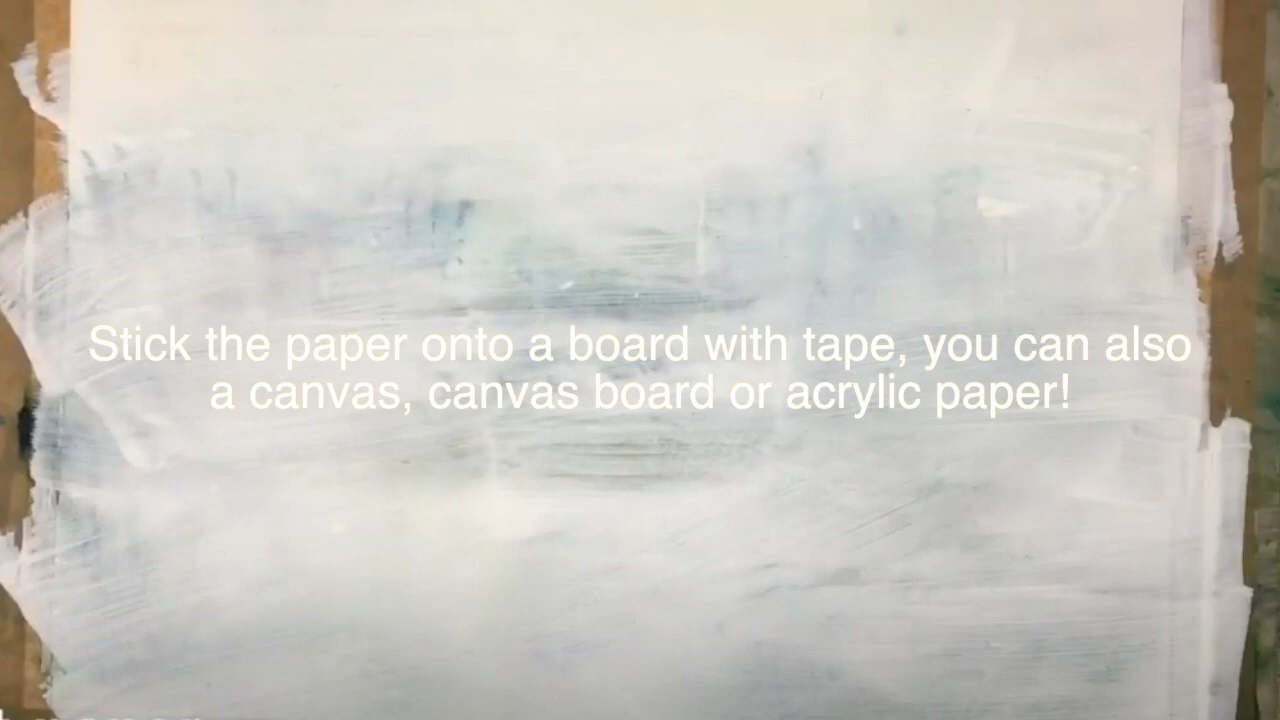 Stick the paper onto a board with tape, you can also
a canvas, canvas board or acrylic paper!